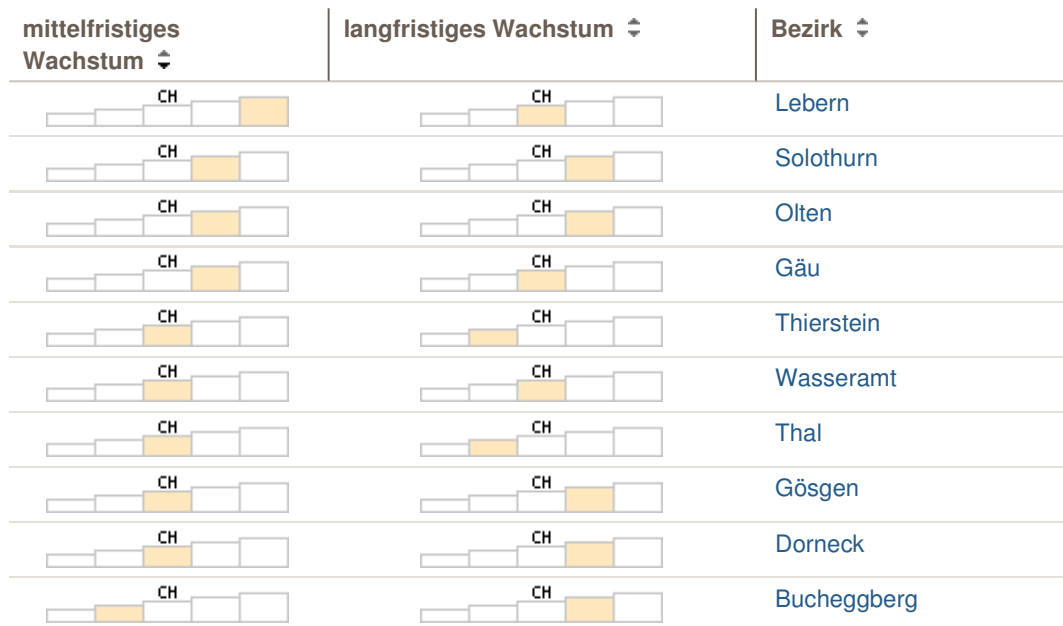 mittelfristiges Wachstum langfristiges Wachstum Bezirk
CH CH Lebern
CH CH Solothurn
CH CH Olten
CH CH Gäu
CH CH Thierstein
CH CH Wasseramt
CH CH Thal
CH CH Gösgen
CH CH Dorneck
CH CH Bucheggberg